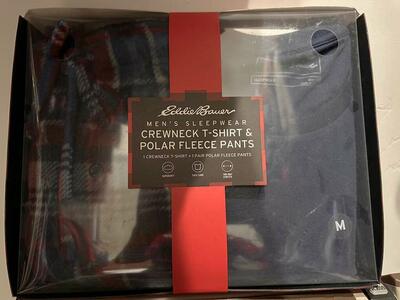 Eddie Bauer
MEN'S SLEEPWEAR
CREWNECK T-SHIRT &
POLAR FLEECE PANTS
1 CREWNECK T-SHIRT + 1 PAIR POLAR FLEECE PANTS
M